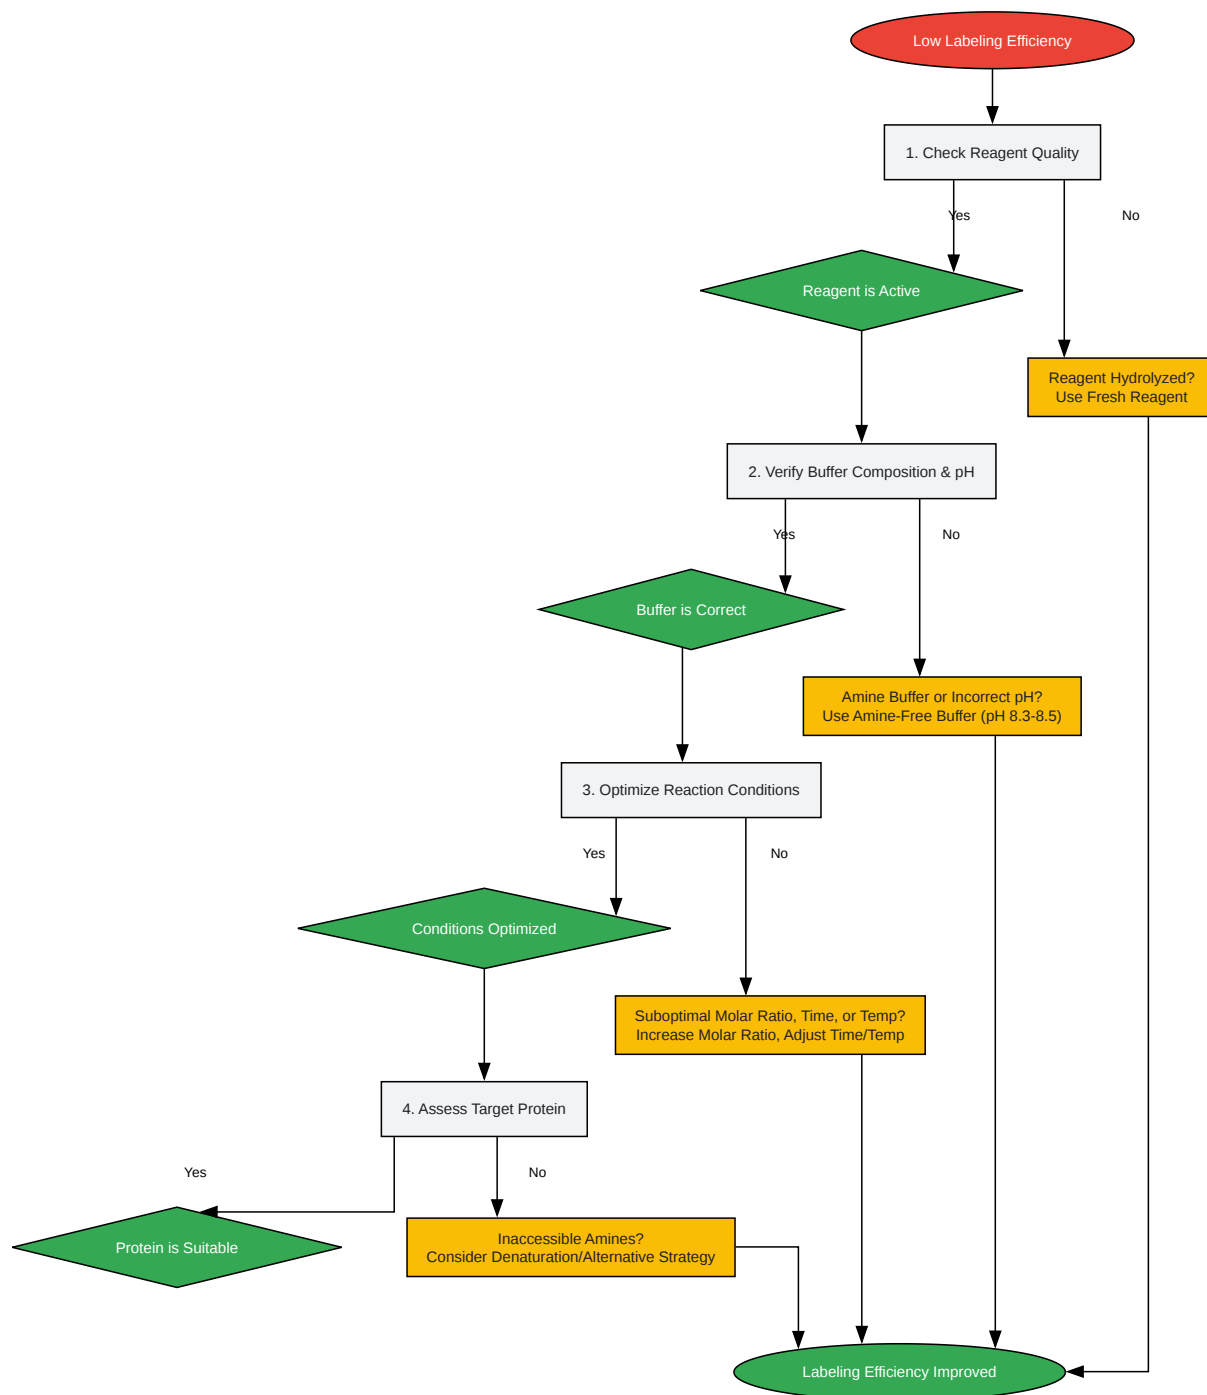 Low Labeling Efficiency
1. Check Reagent Quality
Yes
No
Reagent is Active
Reagent Hydrolyzed?
Use Fresh Reagent
2. Verify Buffer Composition & pH
Yes
No
Buffer is Correct
Amine Buffer or Incorrect pH?
Use Amine-Free Buffer (pH 8.3-8.5)
3. Optimize Reaction Conditions
Yes
No
Conditions Optimized
Suboptimal Molar Ratio, Time, or Temp?
Increase Molar Ratio, Adjust Time/Temp
4. Assess Target Protein
Yes
No
Protein is Suitable
Inaccessible Amines?
Consider Denaturation/Alternative Strategy
Labeling Efficiency Improved